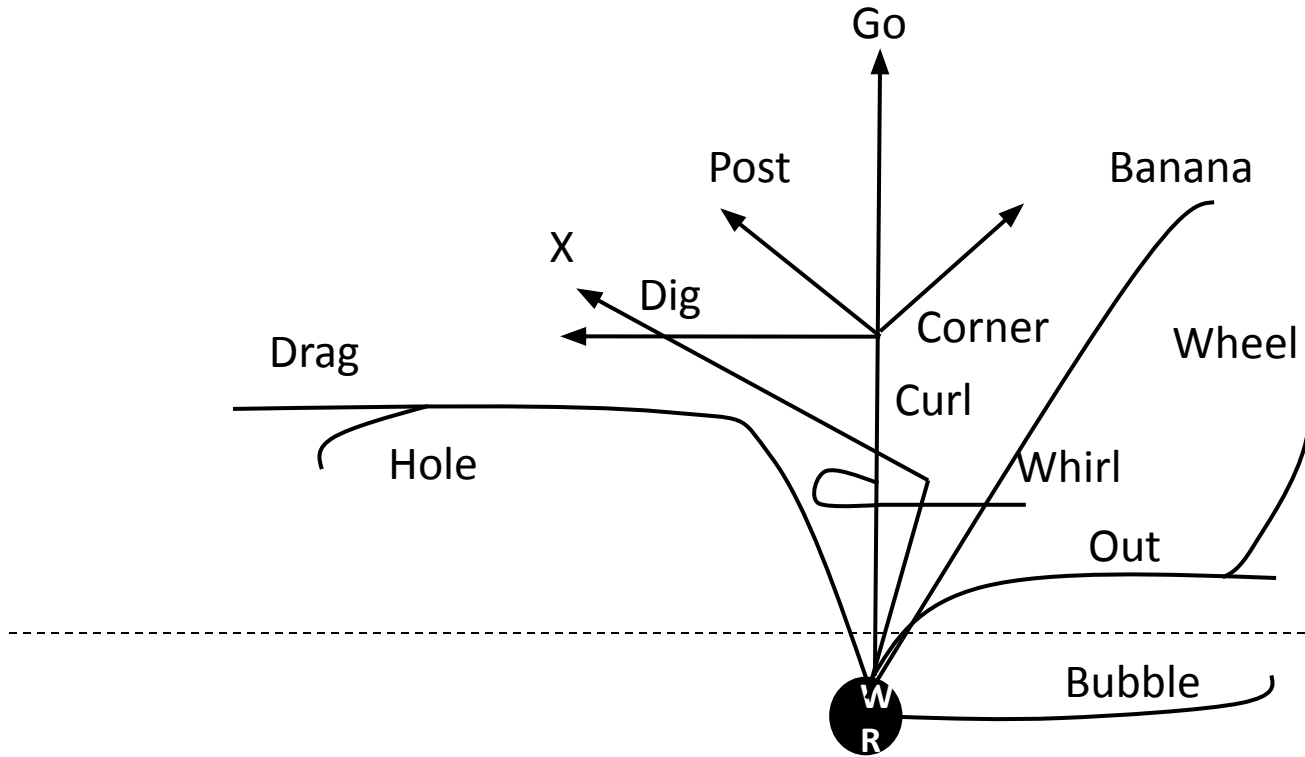 Go
Post
Banana
X
Dig
Corner
Wheel
Drag
Curl
Hole
Whirl
Out
Bubble
W
R